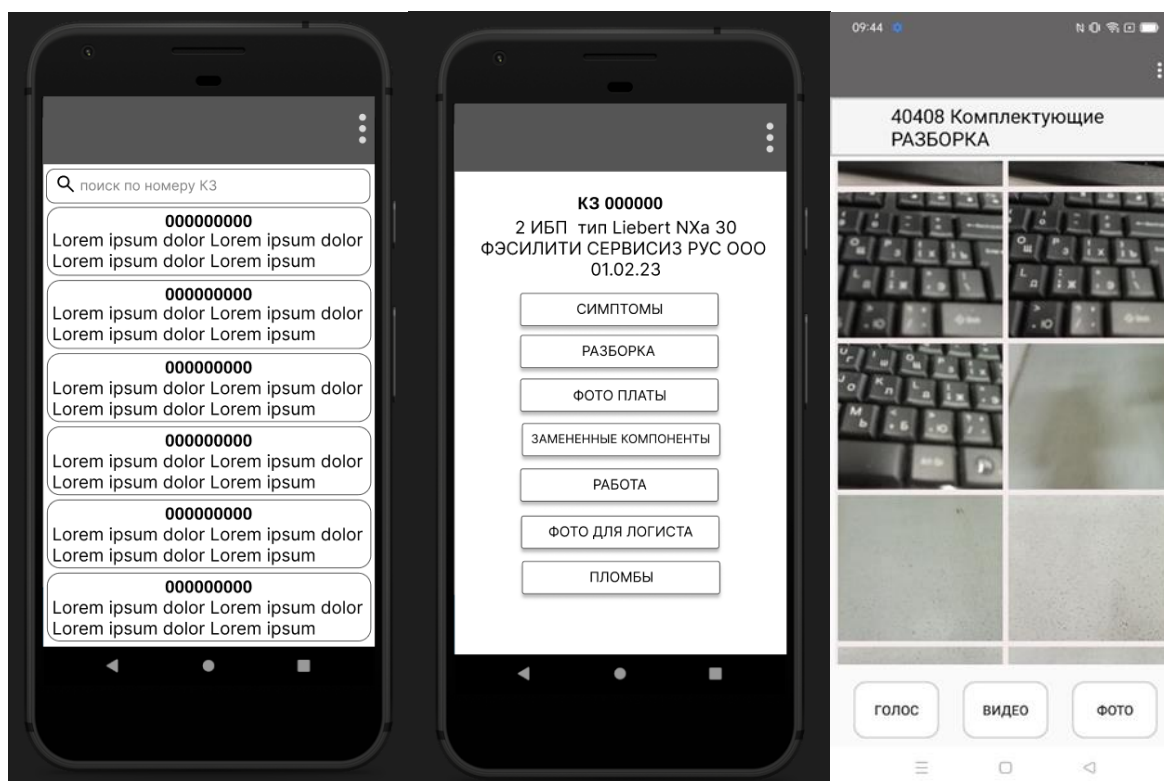 поиск по номеру КЗ
000000000
Lorem ipsum dolor Lorem ipsum dolor
Lorem ipsum dolor Lorem ipsum
000000000
Lorem ipsum dolor Lorem ipsum dolor
Lorem ipsum dolor Lorem ipsum
000000000
Lorem ipsum dolor Lorem ipsum dolor
Lorem ipsum dolor Lorem ipsum
000000000
Lorem ipsum dolor Lorem ipsum dolor
Lorem ipsum dolor Lorem ipsum
000000000
Lorem ipsum dolor Lorem ipsum dolor
Lorem ipsum dolor Lorem ipsum
000000000
Lorem ipsum dolor Lorem ipsum dolor
Lorem ipsum dolor Lorem ipsum
КЗ 000000
2 ИБП тип Liebert NXa 30
ФЭСИЛИТИ СЕРВИСИЗ РУС ООО
01.02.23
СИМПТОМЫ
РАЗБОРКА
ФОТО ПЛАТЫ
ЗАМЕНЕННЫЕ КОМПОНЕНТЫ
РАБОТА
ФОТО ДЛЯ ЛОГИСТА
ПЛОМБЫ
09:44
40408 Комплектующие
РАЗБОРКА
ГОЛОС
ВИДЕО
ФОТО